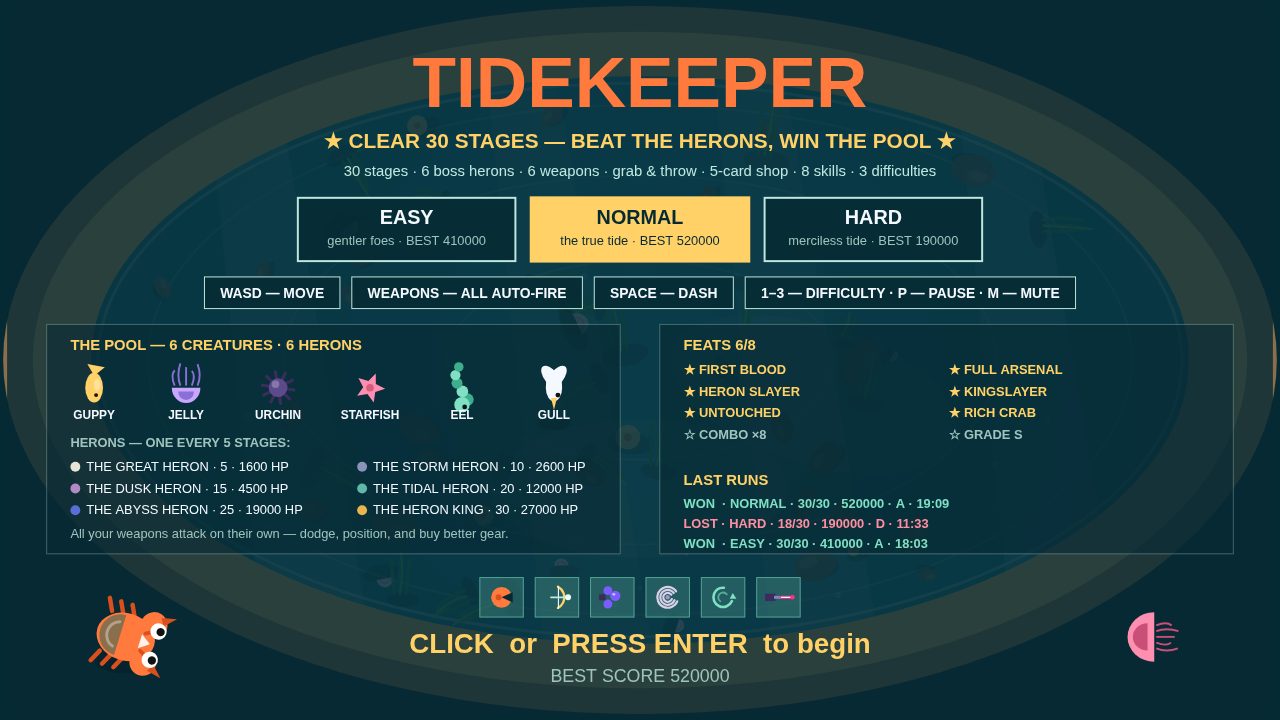 TIDEKEEPER
★ CLEAR 30 STAGES — BEAT THE HERONS, WIN THE POOL ★
30 stages · 6 boss herons · 6 weapons · grab & throw · 5-card shop · 8 skills · 3 difficulties
EASY
gentler foes · BEST 410000
NORMAL
the true tide · BEST 520000
HARD
merciless tide · BEST 190000
WASD — MOVE
WEAPONS — ALL AUTO-FIRE
SPACE — DASH
1–3 — DIFFICULTY · P — PAUSE · M — MUTE
THE POOL — 6 CREATURES · 6 HERONS
GUPPY JELLY URCHIN STARFISH EEL GULL
HERONS — ONE EVERY 5 STAGES:
THE GREAT HERON · 5 · 1600 HP
THE STORM HERON · 10 · 2600 HP
THE DUSK HERON · 15 · 4500 HP
THE TIDAL HERON · 20 · 12000 HP
THE ABYSS HERON · 25 · 19000 HP
THE HERON KING · 30 · 27000 HP
All your weapons attack on their own — dodge, position, and buy better gear.
FEATS 6/8
★ FIRST BLOOD
★ FULL ARSENAL
★ HERON SLAYER
★ KINGSLAYER
★ UNTOUCHED
★ RICH CRAB
☆ COMBO ×8
☆ GRADE S
LAST RUNS
WON · NORMAL · 30/30 · 520000 · A · 19:09
LOST · HARD · 18/30 · 190000 · D · 11:33
WON · EASY · 30/30 · 410000 · A · 18:03
CLICK or PRESS ENTER to begin
BEST SCORE 520000